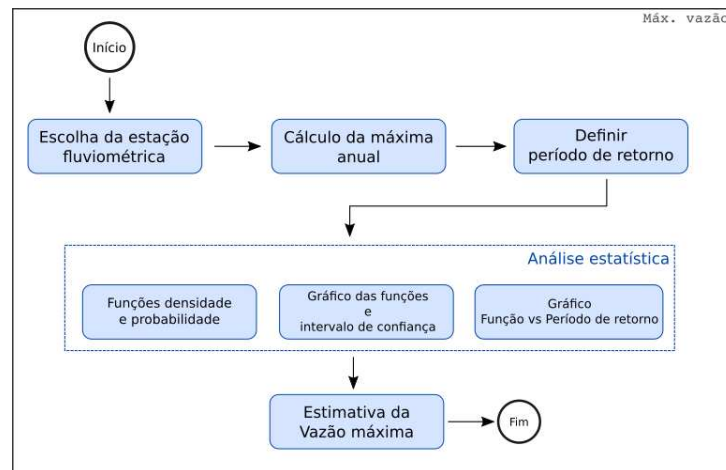 Máx. vazão
Início
Escolha da estação
fluviométrica
Cálculo da máxima
anual
Definir
período de retorno
Análise estatística
Funções densidade
e probabilidade
Gráfico das funções
e
intervalo de confiança
Gráfico
Função vs Período de retorno
Estimativa da
Vazão máxima
Fim